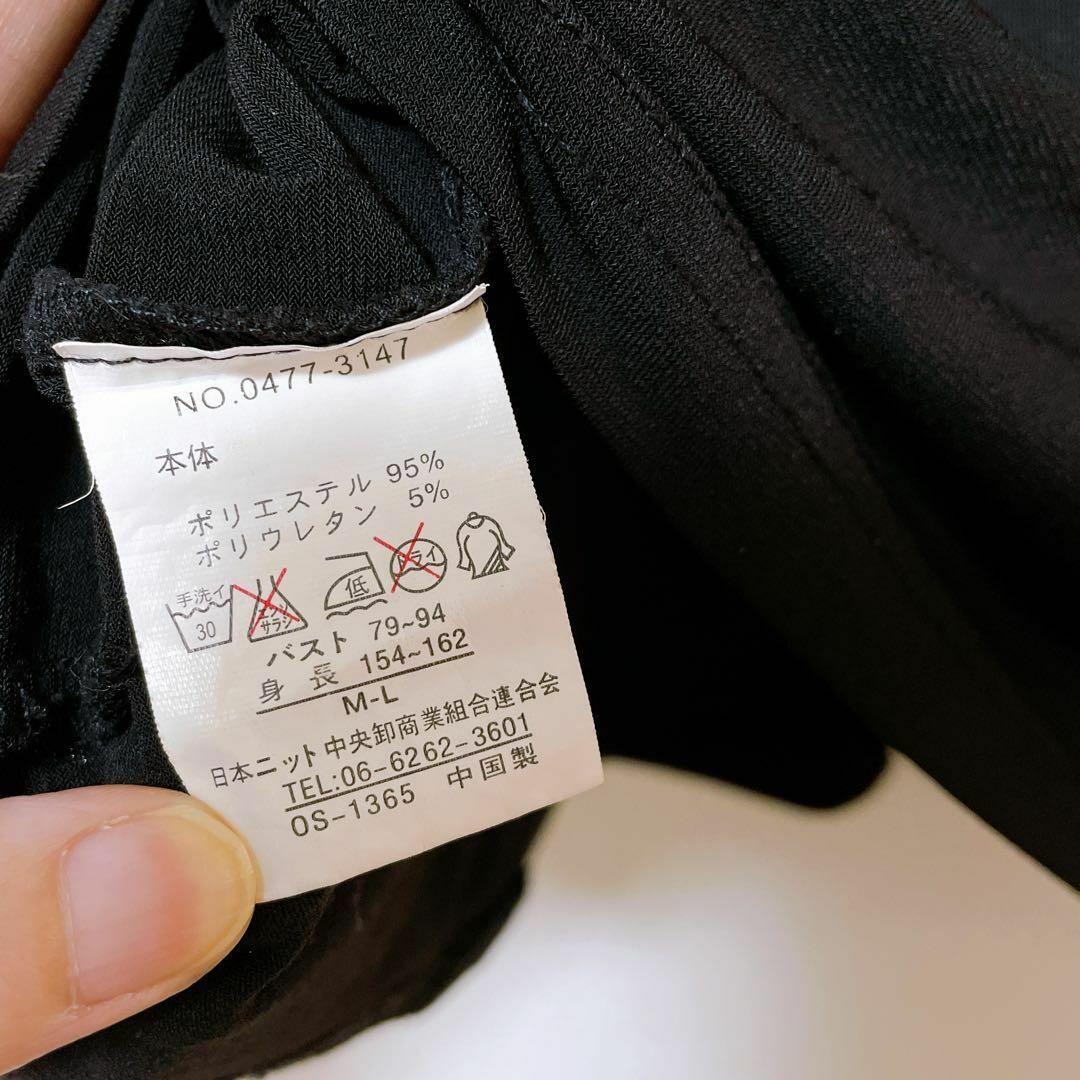 NO.0477-3147
本体
ポリエステル 95%
ポリウレタン 5%
手洗イ 30 エンソ サラシ 低 ドライ
バスト 79~94
身長 154~162
M-L
日本ニット中央卸商業組合連合会
TEL:06-6262-3601
OS-1365 中国製